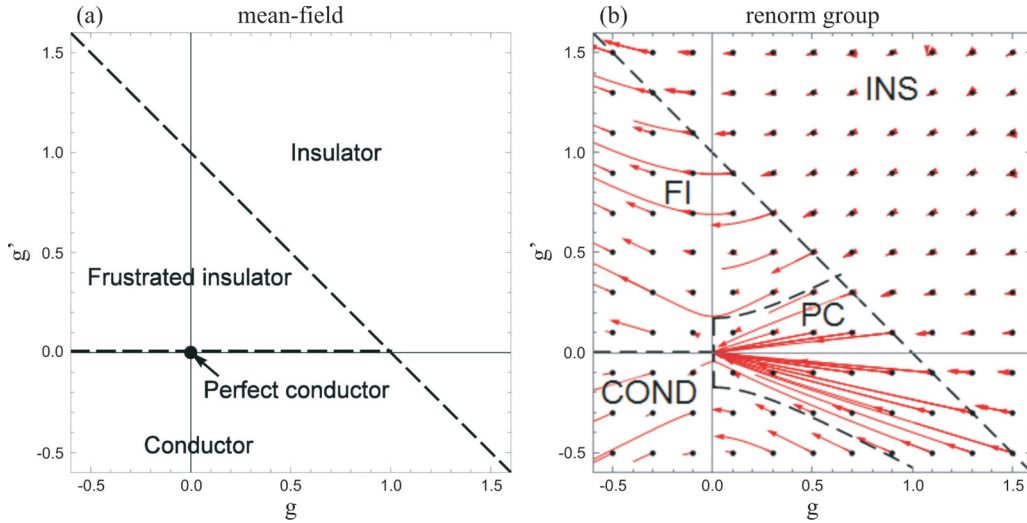 (a) mean-field
1.5
1.0
g'
0.5
0.0
-0.5
Insulator
Frustrated insulator
Perfect conductor
Conductor
-0.5 0.0 0.5 1.0 1.5
g
(b) renorm group
1.5
1.0
g'
0.5
0.0
-0.5
INS
FI
PC
COND
-0.5 0.0 0.5 1.0 1.5
g